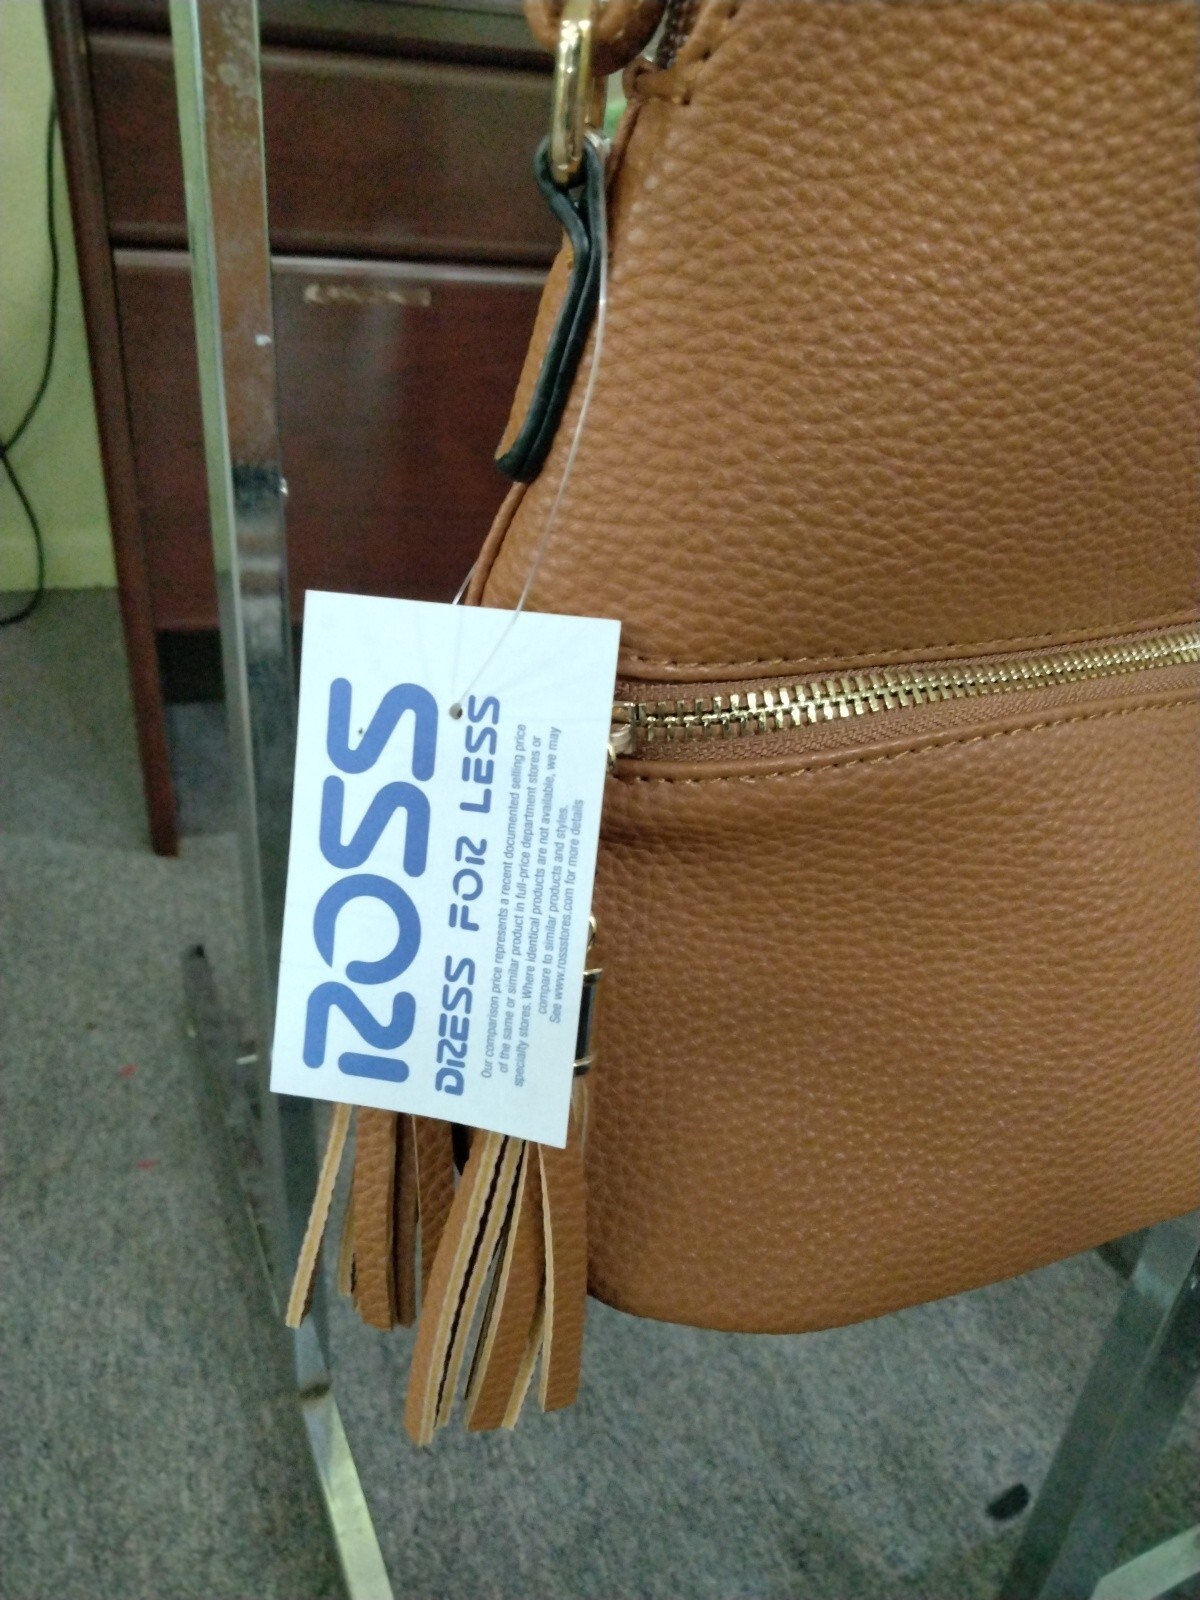 ROSS
DRESS FOR LESS
Our comparison price represents a recent documented selling price
of the same or similar product in full-price department stores or
specialty stores. Where identical products are not available, we may
compare to similar products and styles.
See www.rossstores.com for more details